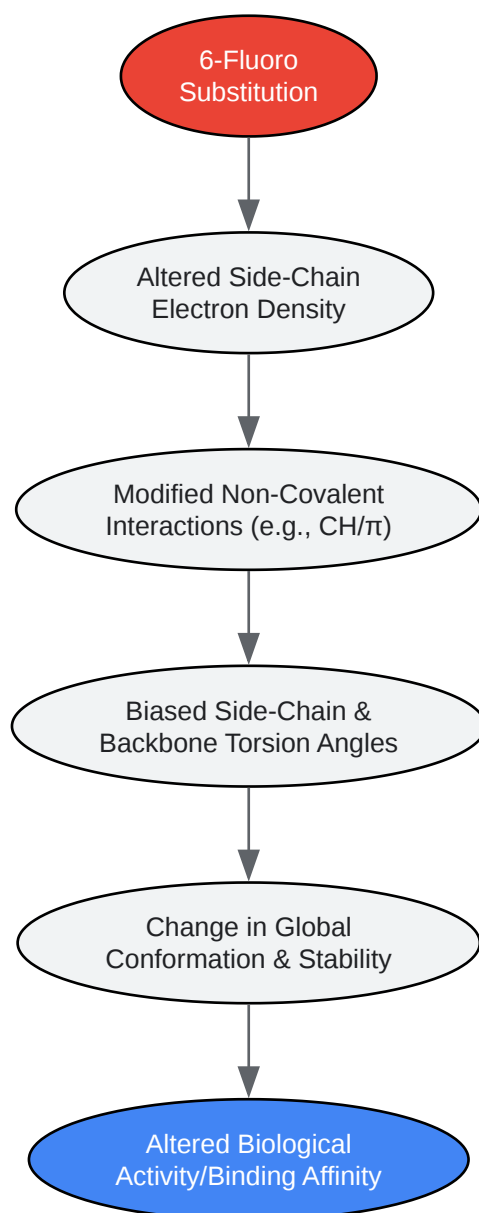 6-Fluoro
Substitution
Altered Side-Chain
Electron Density
Modified Non-Covalent
Interactions (e.g., CH/π)
Biased Side-Chain &
Backbone Torsion Angles
Change in Global
Conformation & Stability
Altered Biological
Activity/Binding Affinity